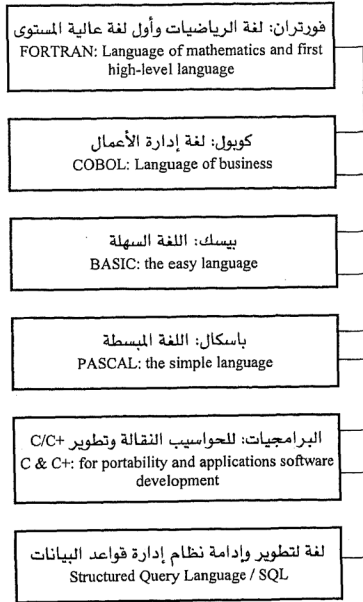 فورتران: لغة الرياضيات وأول لغة عالية المستوى
FORTRAN: Language of mathematics and first
high-level language
كوبول: لغة إدارة الأعمال
COBOL: Language of business
بيسك: اللغة السهلة
BASIC: the easy language
باسكال: اللغة المبسطة
PASCAL: the simple language
البرامجيات: للحواسيب النقالة وتطوير C/C+
C & C+: for portability and applications software
development
لغة لتطوير وإدامة نظام إدارة قواعد البيانات
Structured Query Language / SQL